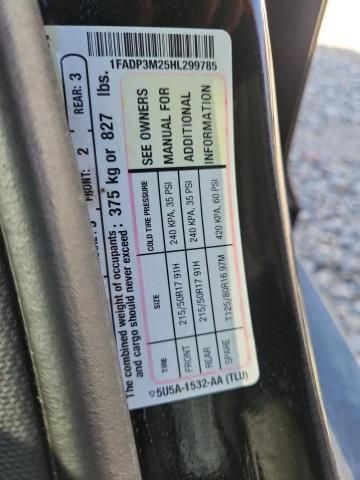 FRONT: 2 REAR: 3
The combined weight of occupants : 375 kg or 827 lbs.
and cargo should never exceed
TIRE SIZE COLD TIRE PRESSURE SEE OWNERS
FRONT 215/50R17 91H 240 KPA, 35 PSI MANUAL FOR
REAR 215/50R17 91H 240 KPA, 35 PSI ADDITIONAL
SPARE T125/80R16 97M 420 KPA, 60 PSI INFORMATION
5U5A-1532-AA (TLU)
1FADP3M25HL299785